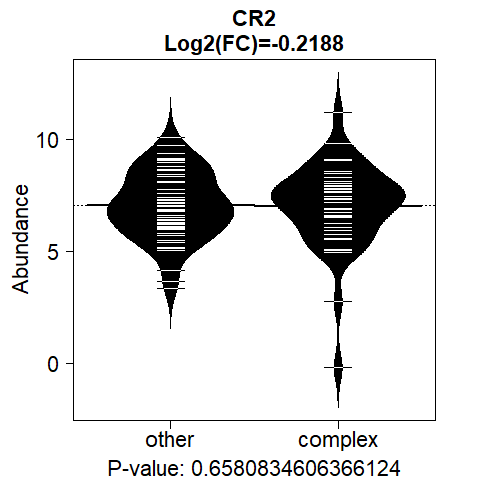 CR2
Log2(FC)=-0.2188
Abundance
10
5
0
other complex
P-value: 0.6580834606366124